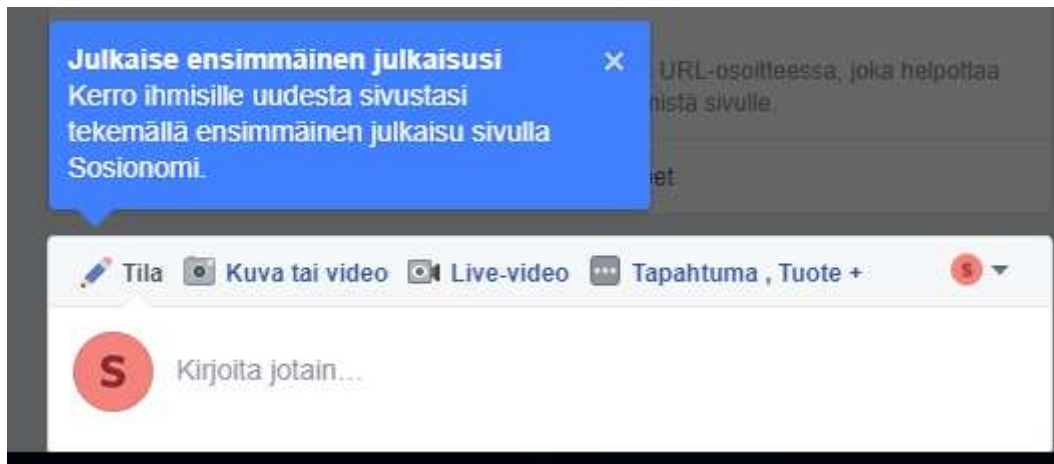 Julkaise ensimmäinen julkaisusi ×
Kerro ihmisille uudesta sivustasi
tekemällä ensimmäinen julkaisu sivulla
Sosionomi.
URL-osoitteessa, joka helpottaa
sivulle.
Tila Kuva tai video Live-video Tapahtuma , Tuote +
S
S
Kirjoita jotain...